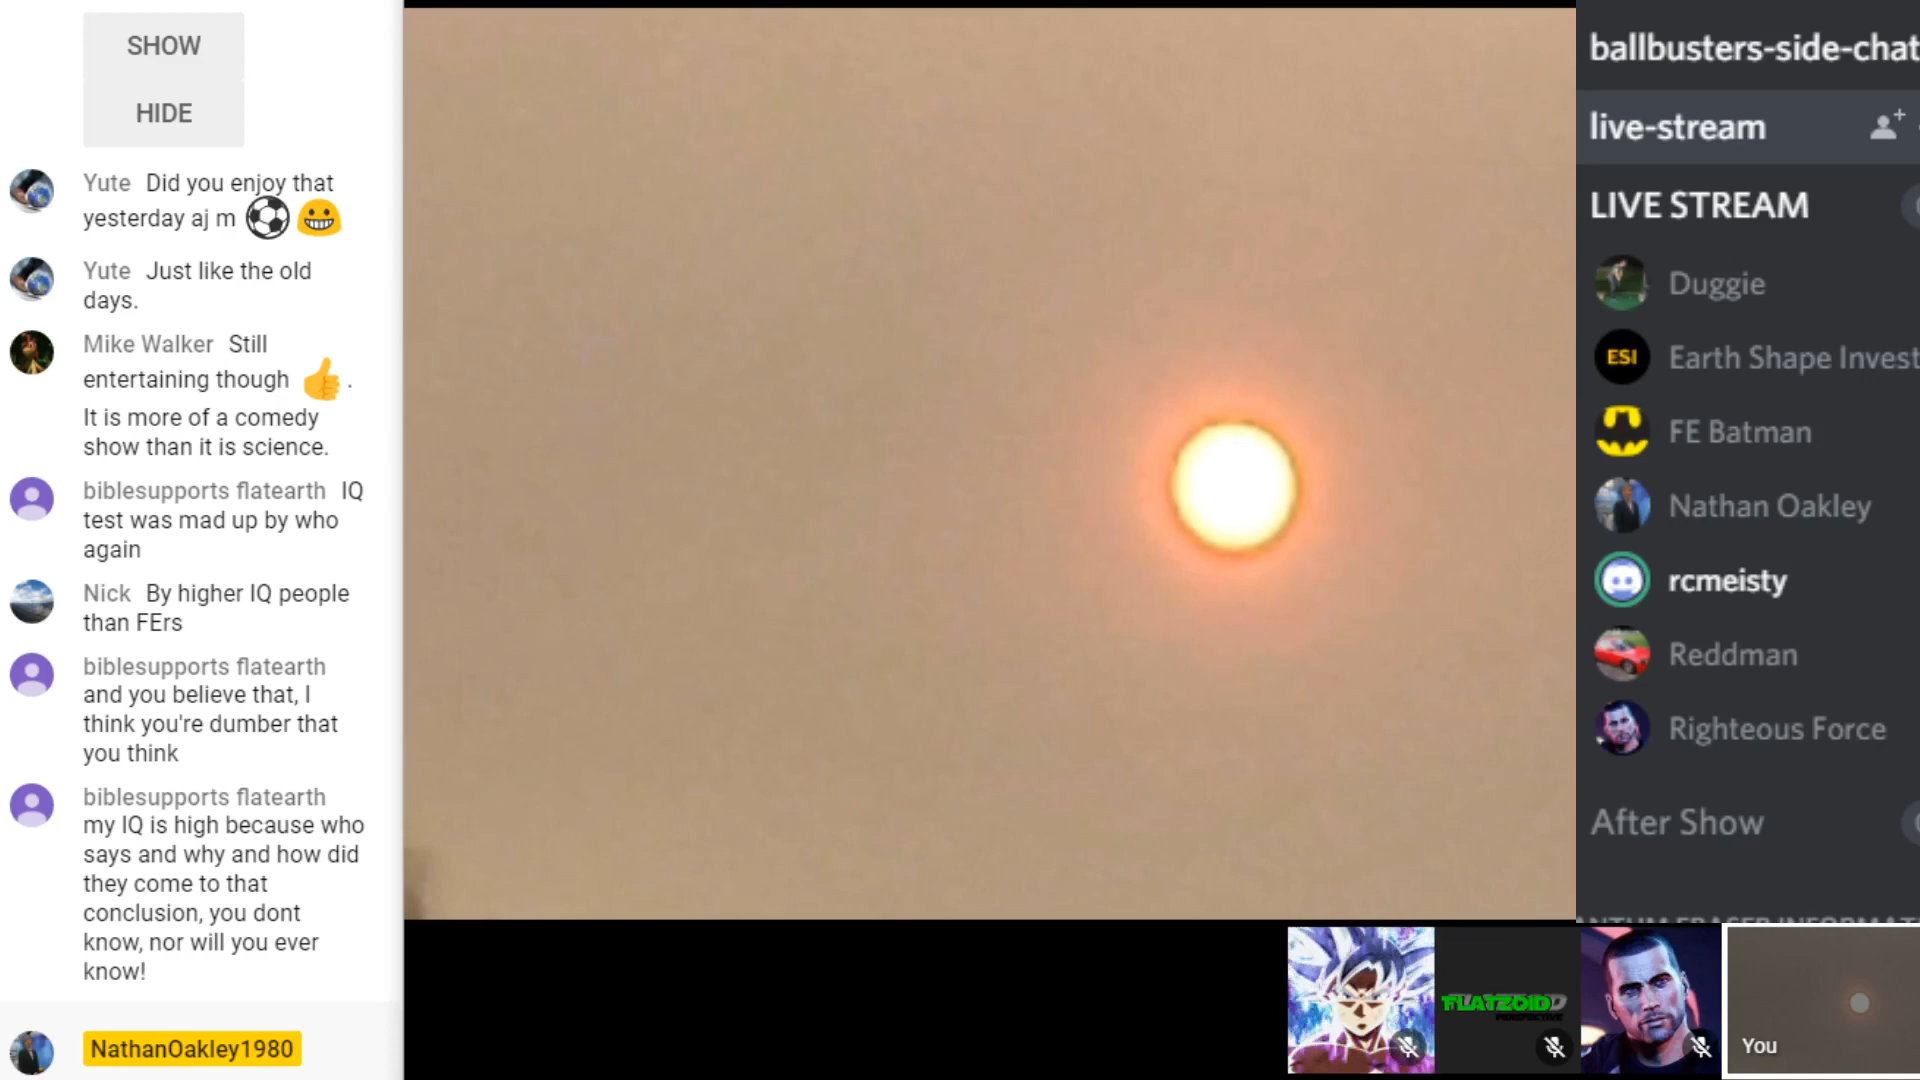 SHOW
HIDE
Yute Did you enjoy that
yesterday aj m
Yute Just like the old
days.
Mike Walker Still
entertaining though .
It is more of a comedy
show than it is science.
biblesupports flatearth IQ
test was mad up by who
again
Nick By higher IQ people
than FErs
biblesupports flatearth
and you believe that, I
think you're dumber that
you think
biblesupports flatearth
my IQ is high because who
says and why and how did
they come to that
conclusion, you dont
know, nor will you ever
know!
NathanOakley1980
FLATZOIDD
PERSPECTIVE
You
ballbusters-side-chat
live-stream
LIVE STREAM
Duggie
ESI
Earth Shape Invest
FE Batman
Nathan Oakley
rcmeisty
Reddman
Righteous Force
After Show